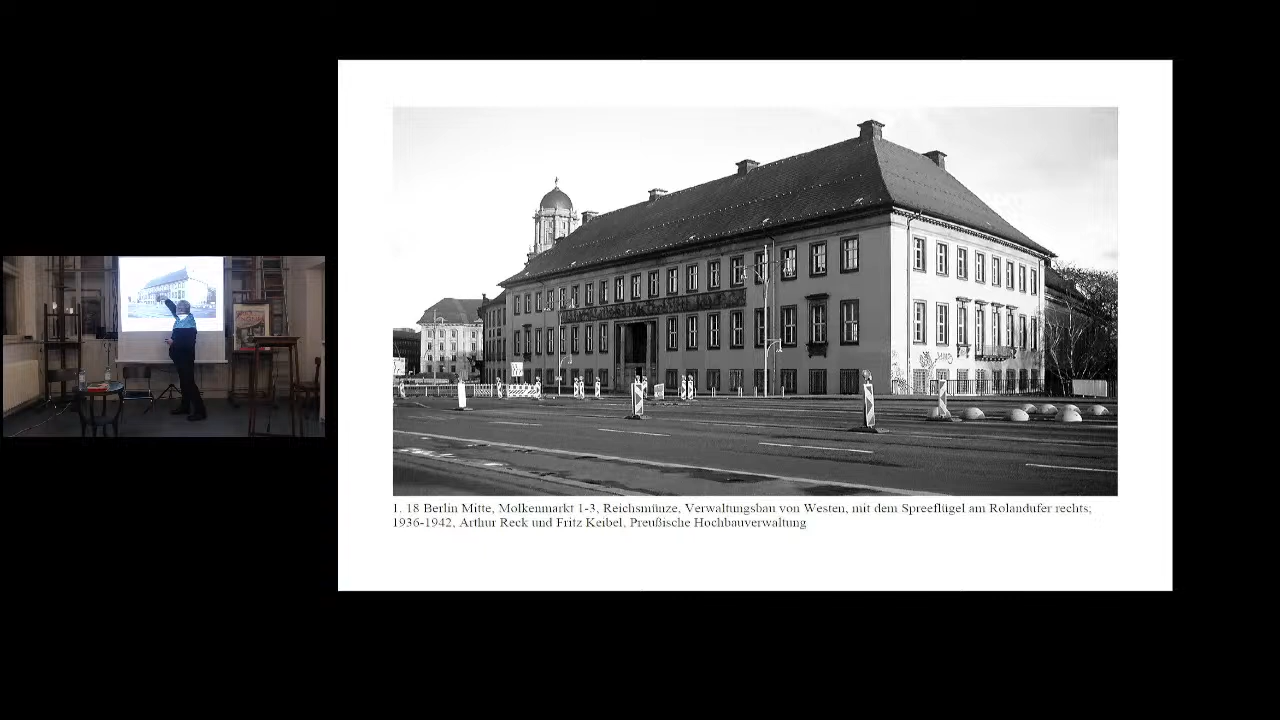 1. 18 Berlin Mitte, Molkenmarkt 1-3, Reichsmünze, Verwaltungsbau von Westen, mit dem Spreeflügel am Rolandufer rechts;
1936-1942, Arthur Reck und Fritz Keibel, Preußische Hochbauverwaltung